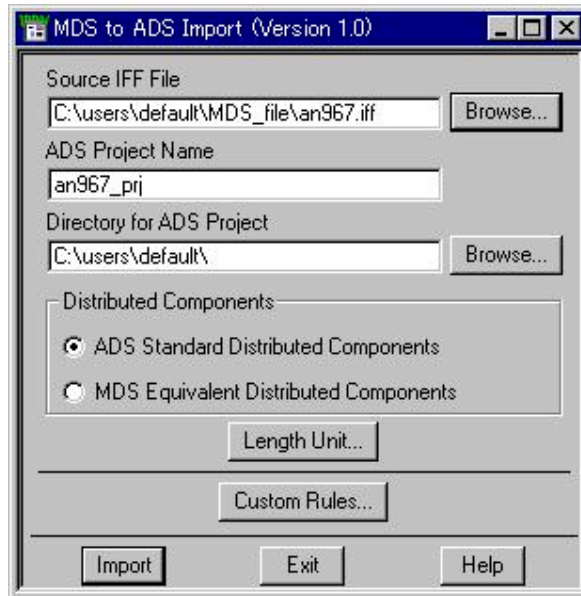 MDS to ADS Import (Version 1.0)
Source IFF File
C:\users\default\MDS_file\an967.iff
Browse...
ADS Project Name
an967_prj
Directory for ADS Project
C:\users\default\
Browse...
Distributed Components
ADS Standard Distributed Components
MDS Equivalent Distributed Components
Length Unit...
Custom Rules...
Import
Exit
Help